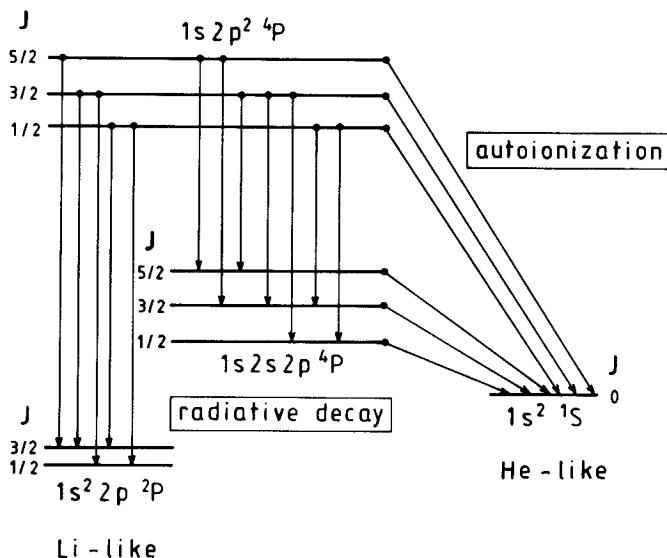 J
1s 2p² ⁴P
5/2
3/2
1/2
autoionization
J
5/2
3/2
1/2
1s 2s 2p ⁴P
J
0
1s² ¹S
radiative decay
He-like
J
3/2
1/2
1s² 2p ²P
Li-like